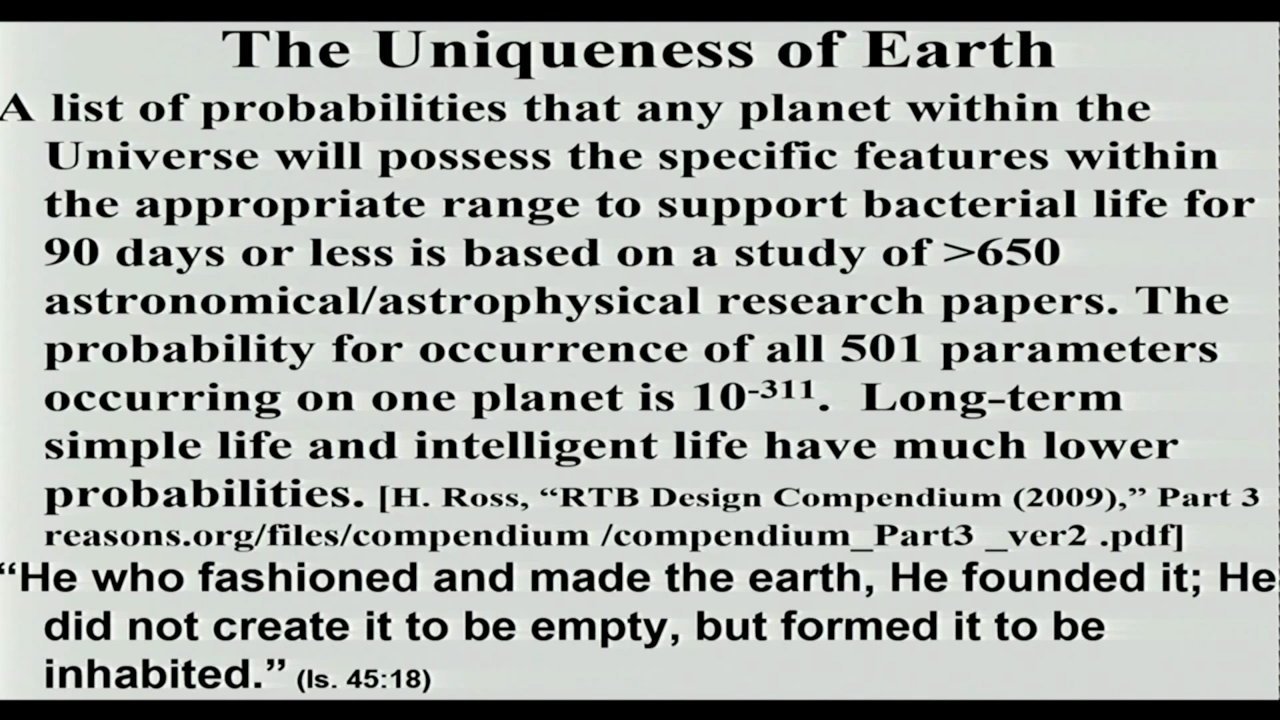 The Uniqueness of Earth
A list of probabilities that any planet within the
Universe will possess the specific features within
the appropriate range to support bacterial life for
90 days or less is based on a study of >650
astronomical/astrophysical research papers. The
probability for occurrence of all 501 parameters
occurring on one planet is 10⁻³¹¹. Long-term
simple life and intelligent life have much lower
probabilities. [H. Ross, “RTB Design Compendium (2009),” Part 3
reasons.org/files/compendium /compendium_Part3 _ver2 .pdf]
“He who fashioned and made the earth, He founded it; He
did not create it to be empty, but formed it to be
inhabited.” (Is. 45:18)